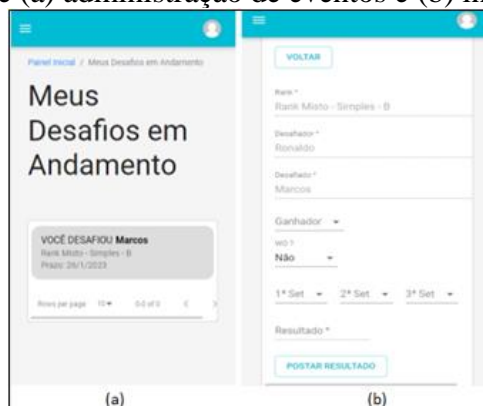 e (a) administração de eventos e (b)
Painel Inicial / Meus Desafios em Andamento
Meus
Desafios em
Andamento
VOCÊ DESAFIOU Marcos
Rank Misto - Simples - B
Prazo: 26/1/2023
Rows per page 10 0-0 of 0
(a)
VOLTAR
Rank *
Rank Misto - Simples - B
Desafiador *
Ronaldo
Desafiado *
Marcos
Ganhador
WO ?
Não
1º Set 2º Set 3º Set
Resultado *
POSTAR RESULTADO
(b)